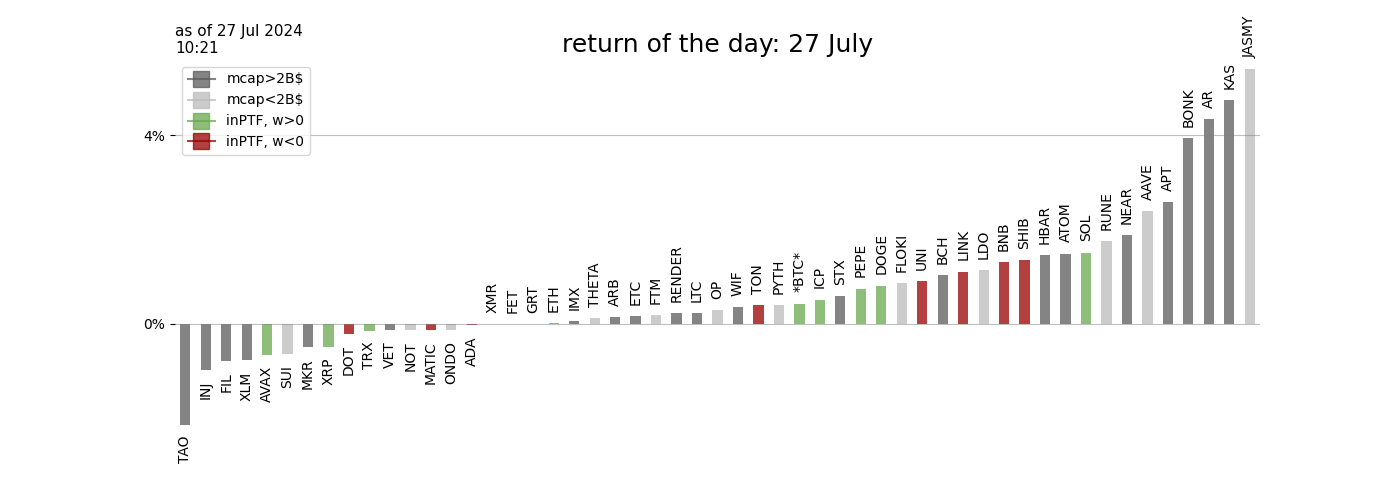 as of 27 Jul 2024
10:21
return of the day: 27 July
mcap>2B$
mcap<2B$
inPTF, w>0
inPTF, w<0
4%
0%
TAO
INJ
FIL
XLM
AVAX
SUI
MKR
XRP
DOT
TRX
VET
NOT
MATIC
ONDO
ADA
XMR
FET
GRT
ETH
IMX
THETA
ARB
ETC
FTM
RENDER
LTC
OP
WIF
TON
PYTH
*BTC*
ICP
STX
PEPE
DOGE
FLOKI
UNI
BCH
LINK
LDO
BNB
SHIB
HBAR
ATOM
SOL
RUNE
NEAR
AAVE
APT
BONK
AR
KAS
JASMY